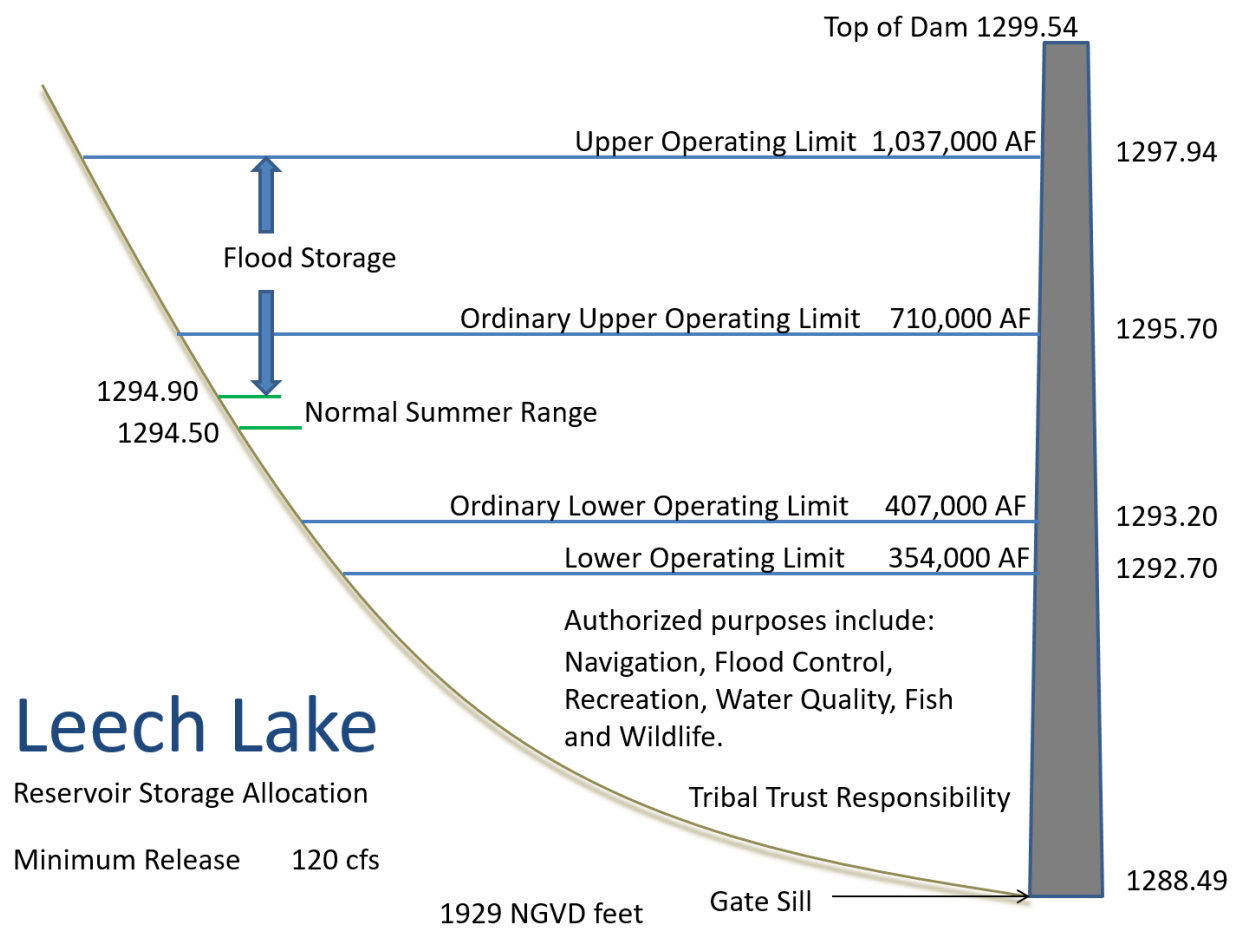 Top of Dam 1299.54
Upper Operating Limit 1,037,000 AF
1297.94
Flood Storage
Ordinary Upper Operating Limit 710,000 AF
1295.70
1294.90
Normal Summer Range
1294.50
Ordinary Lower Operating Limit 407,000 AF
1293.20
Lower Operating Limit 354,000 AF
1292.70
Authorized purposes include:
Navigation, Flood Control,
Recreation, Water Quality, Fish
and Wildlife.
Leech Lake
Reservoir Storage Allocation
Tribal Trust Responsibility
Minimum Release 120 cfs
1288.49
Gate Sill
1929 NGVD feet